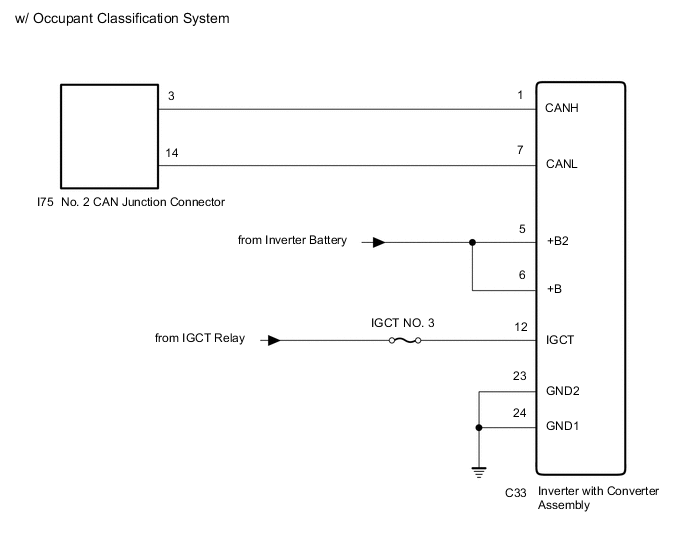 w/ Occupant Classification System
3
1
CANH
14
7
CANL
I75 No. 2 CAN Junction Connector
from Inverter Battery
5
+B2
6
+B
IGCT NO. 3
from IGCT Relay
12
IGCT
23
GND2
24
GND1
C33 Inverter with Converter
Assembly